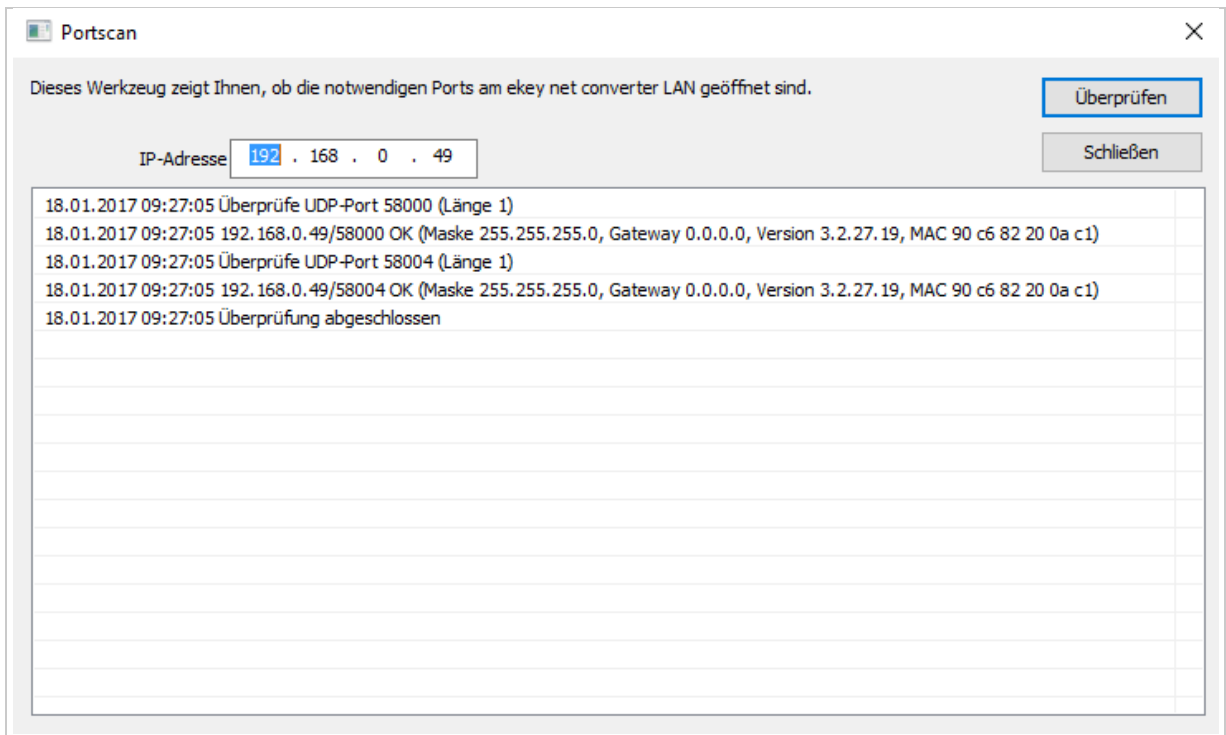 Portscan
Dieses Werkzeug zeigt Ihnen, ob die notwendigen Ports am ekey net converter LAN geöffnet sind.
Überprüfen
IP-Adresse 192 . 168 . 0 . 49
Schließen
18.01.2017 09:27:05 Überprüfe UDP-Port 58000 (Länge 1)
18.01.2017 09:27:05 192.168.0.49/58000 OK (Maske 255.255.255.0, Gateway 0.0.0.0, Version 3.2.27.19, MAC 90 c6 82 20 0a c1)
18.01.2017 09:27:05 Überprüfe UDP-Port 58004 (Länge 1)
18.01.2017 09:27:05 192.168.0.49/58004 OK (Maske 255.255.255.0, Gateway 0.0.0.0, Version 3.2.27.19, MAC 90 c6 82 20 0a c1)
18.01.2017 09:27:05 Überprüfung abgeschlossen